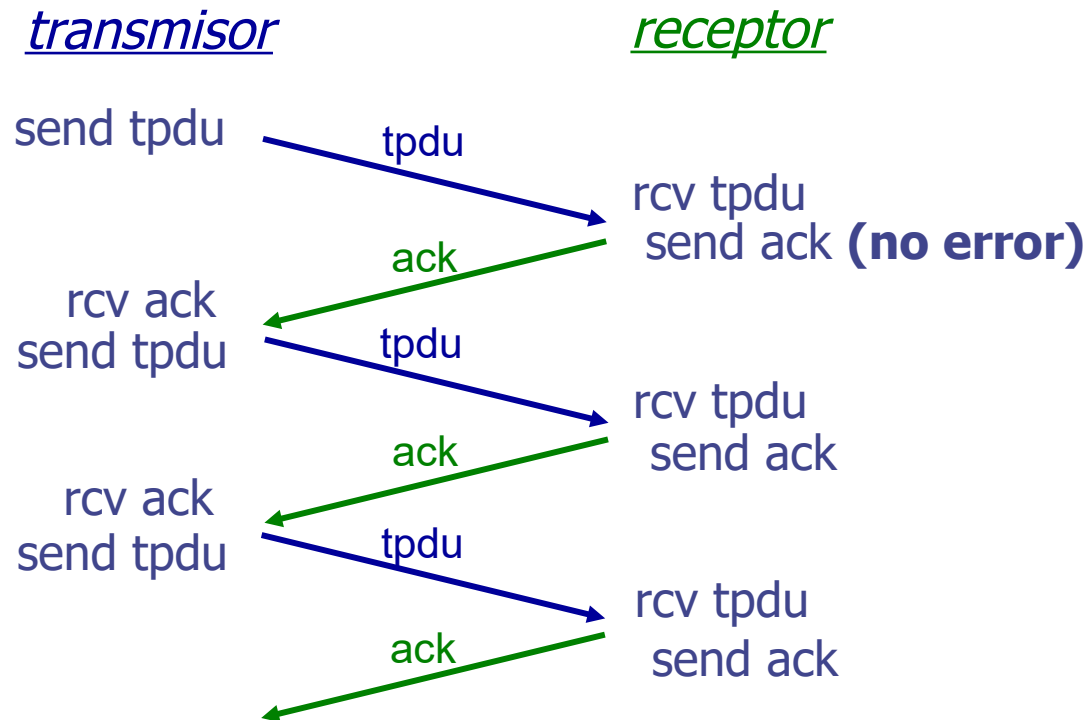 transmisor
receptor
send tpdu
tpdu
rcv tpdu
send ack (no error)
ack
rcv ack
send tpdu
tpdu
rcv tpdu
send ack
ack
rcv ack
send tpdu
tpdu
rcv tpdu
send ack
ack